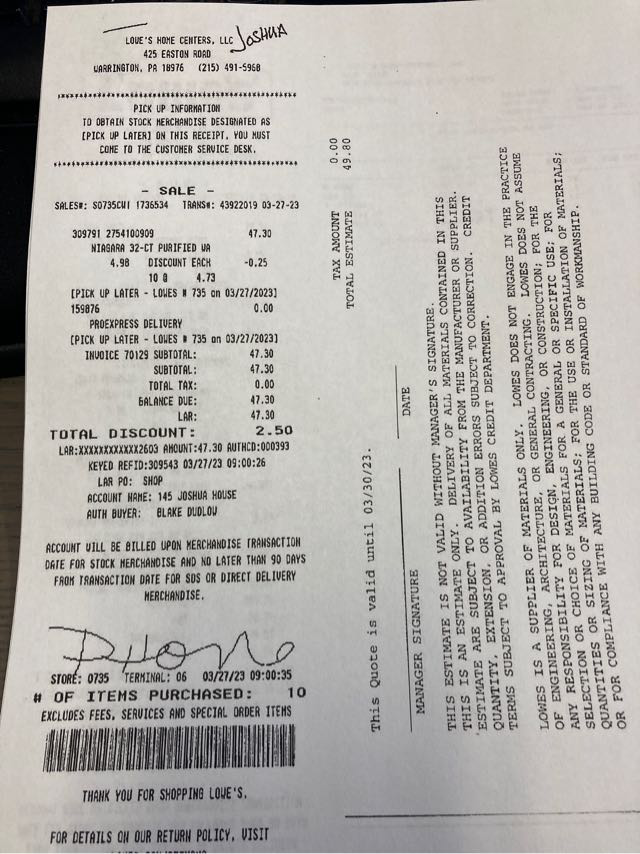 JOSHUA
LOWE'S HOME CENTERS, LLC
425 EASTON ROAD
WARRINGTON, PA 18976 (215) 491-5968
PICK UP INFORMATION
TO OBTAIN STOCK MERCHANDISE DESIGNATED AS
[PICK UP LATER] ON THIS RECEIPT, YOU MUST
COME TO THE CUSTOMER SERVICE DESK.
- SALE -
SALES#: S0735CW1 1736534 TRANS#: 43922019 03-27-23
309791 2754100909 47.30
NIAGARA 32-CT PURIFIED WA
4.98 DISCOUNT EACH -0.25
10 @ 4.73
[PICK UP LATER - LOWES # 735 on 03/27/2023]
159876 0.00
PROEXPRESS DELIVERY
[PICK UP LATER - LOWES # 735 on 03/27/2023]
INVOICE 70129 SUBTOTAL: 47.30
SUBTOTAL: 47.30
TOTAL TAX: 0.00
BALANCE DUE: 47.30
LAR: 47.30
TOTAL DISCOUNT: 2.50
LAR:XXXXXXXXXXXX2603 AMOUNT:47.30 AUTHCD:000393
KEYED REFID:309543 03/27/23 09:00:26
LAR PO: SHOP
ACCOUNT NAME: 145 JOSHUA HOUSE
AUTH BUYER: BLAKE DUDLOW
ACCOUNT WILL BE BILLED UPON MERCHANDISE TRANSACTION
DATE FOR STOCK MERCHANDISE AND NO LATER THAN 90 DAYS
FROM TRANSACTION DATE FOR SOS OR DIRECT DELIVERY
MERCHANDISE.
STORE: 0735 TERMINAL: 06 03/27/23 09:00:35
# OF ITEMS PURCHASED: 10
EXCLUDES FEES, SERVICES AND SPECIAL ORDER ITEMS
THANK YOU FOR SHOPPING LOWE'S.
FOR DETAILS ON OUR RETURN POLICY, VISIT
TAX AMOUNT 0.00
TOTAL ESTIMATE 49.80
This Quote is valid until 03/30/23.
MANAGER SIGNATURE DATE
THIS ESTIMATE IS NOT VALID WITHOUT MANAGER'S SIGNATURE.
THIS IS AN ESTIMATE ONLY. DELIVERY OF ALL MATERIALS CONTAINED IN THIS
ESTIMATE ARE SUBJECT TO AVAILABILITY FROM THE MANUFACTURER OR SUPPLIER.
QUANTITY, EXTENSION, OR ADDITION ERRORS SUBJECT TO CORRECTION. CREDIT
TERMS SUBJECT TO APPROVAL BY LOWES CREDIT DEPARTMENT.
LOWES IS A SUPPLIER OF MATERIALS ONLY. LOWES DOES NOT ENGAGE IN THE PRACTICE
OF ENGINEERING, ARCHITECTURE, OR GENERAL CONTRACTING. LOWES DOES NOT ASSUME
ANY RESPONSIBILITY FOR DESIGN, ENGINEERING, OR CONSTRUCTION; FOR THE
SELECTION OR CHOICE OF MATERIALS FOR A GENERAL OR SPECIFIC USE; FOR
QUANTITIES OR SIZING OF MATERIALS; FOR THE USE OR INSTALLATION OF MATERIALS;
OR FOR COMPLIANCE WITH ANY BUILDING CODE OR STANDARD OF WORKMANSHIP.